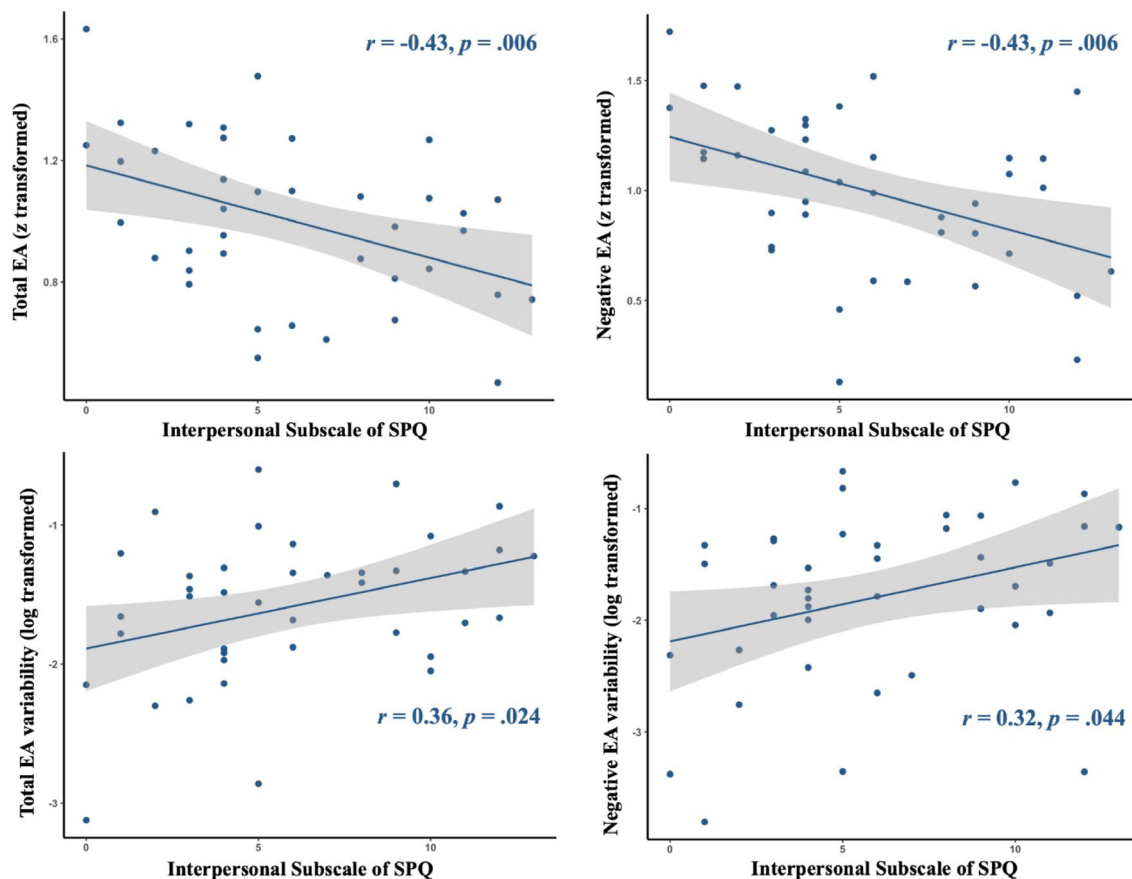 r = -0.43, p = .006
Total EA (z transformed)
1.6
1.2
0.8
0
5
10
Interpersonal Subscale of SPQ
r = -0.43, p = .006
Negative EA (z transformed)
1.5
1.0
0.5
0
5
10
Interpersonal Subscale of SPQ
Total EA variability (log transformed)
-1
-2
-3
r = 0.36, p = .024
0
5
10
Interpersonal Subscale of SPQ
Negative EA variability (log transformed)
-1
-2
-3
r = 0.32, p = .044
0
5
10
Interpersonal Subscale of SPQ